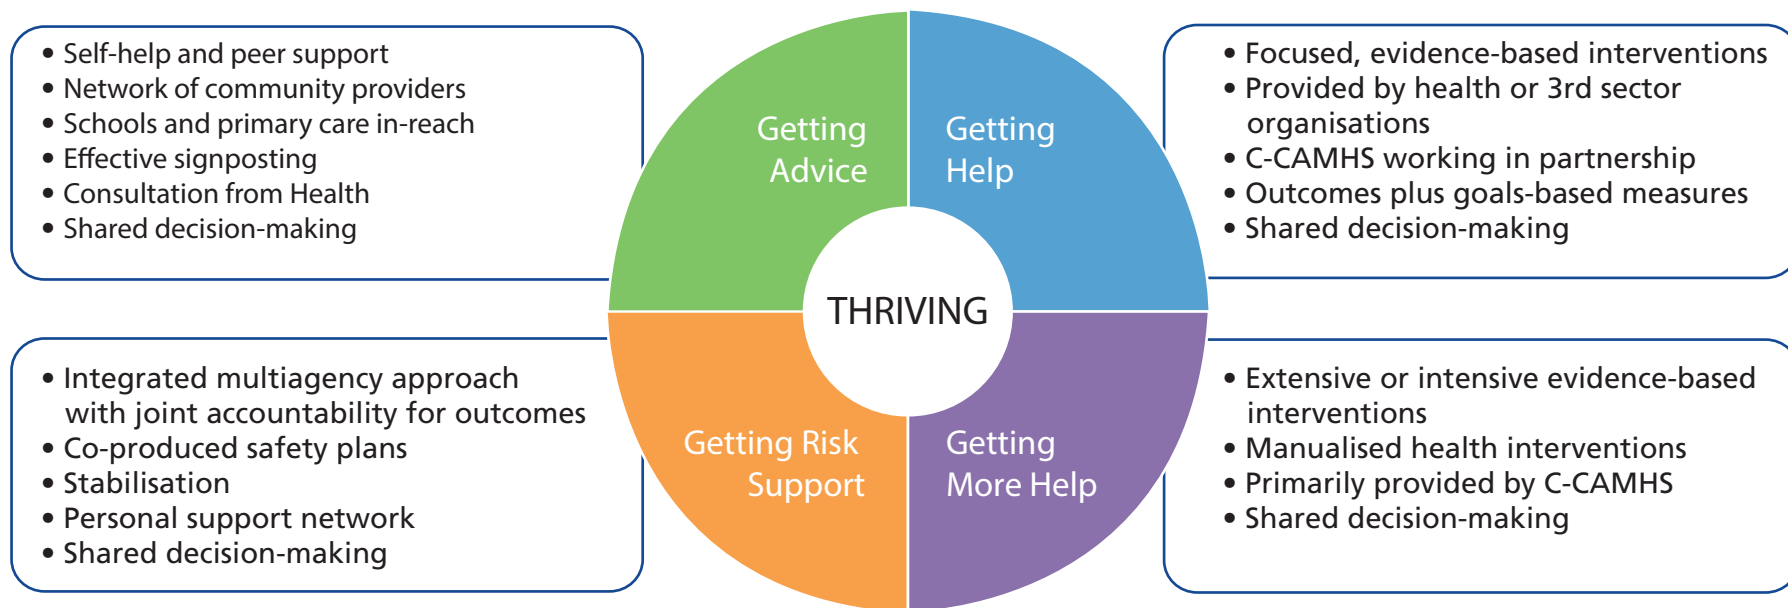 • Self-help and peer support
• Network of community providers
• Schools and primary care in-reach
• Effective signposting
• Consultation from Health
• Shared decision-making
Getting
Advice
Getting
Help
• Focused, evidence-based interventions
• Provided by health or 3rd sector
organisations
• C-CAMHS working in partnership
• Outcomes plus goals-based measures
• Shared decision-making
THRIVING
• Integrated multiagency approach
with joint accountability for outcomes
• Co-produced safety plans
• Stabilisation
• Personal support network
• Shared decision-making
Getting Risk
Support
Getting
More Help
• Extensive or intensive evidence-based
interventions
• Manualised health interventions
• Primarily provided by C-CAMHS
• Shared decision-making